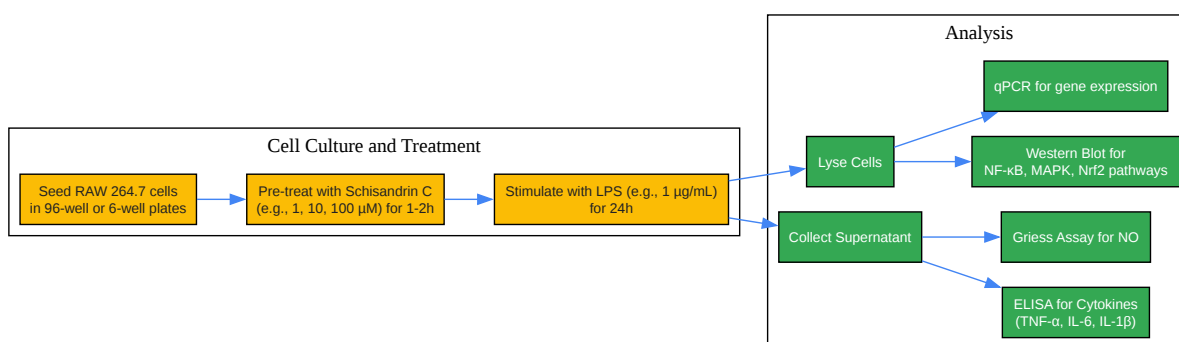 Cell Culture and Treatment
Seed RAW 264.7 cells
in 96-well or 6-well plates
Pre-treat with Schisandrin C
(e.g., 1, 10, 100 µM) for 1-2h
Stimulate with LPS (e.g., 1 µg/mL)
for 24h
Analysis
Lyse Cells
qPCR for gene expression
Western Blot for
NF-κB, MAPK, Nrf2 pathways
Collect Supernatant
Griess Assay for NO
ELISA for Cytokines
(TNF-α, IL-6, IL-1β)